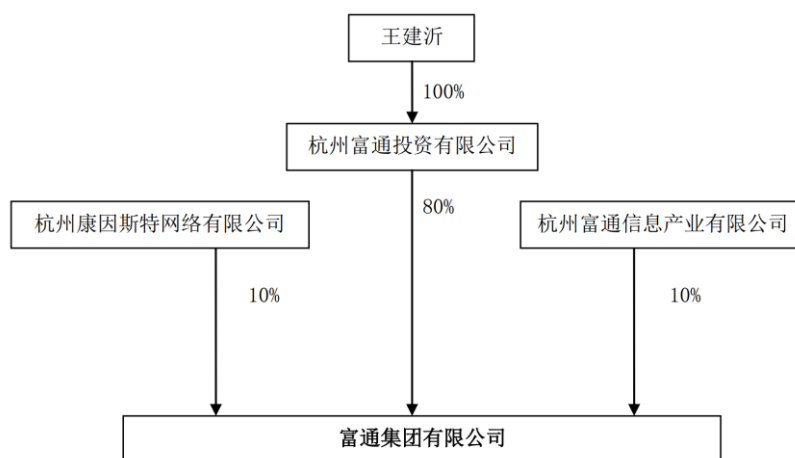 王建沂
100%
杭州富通投资有限公司
杭州康因斯特网络有限公司
80%
杭州富通信息产业有限公司
10%
10%
富通集团有限公司